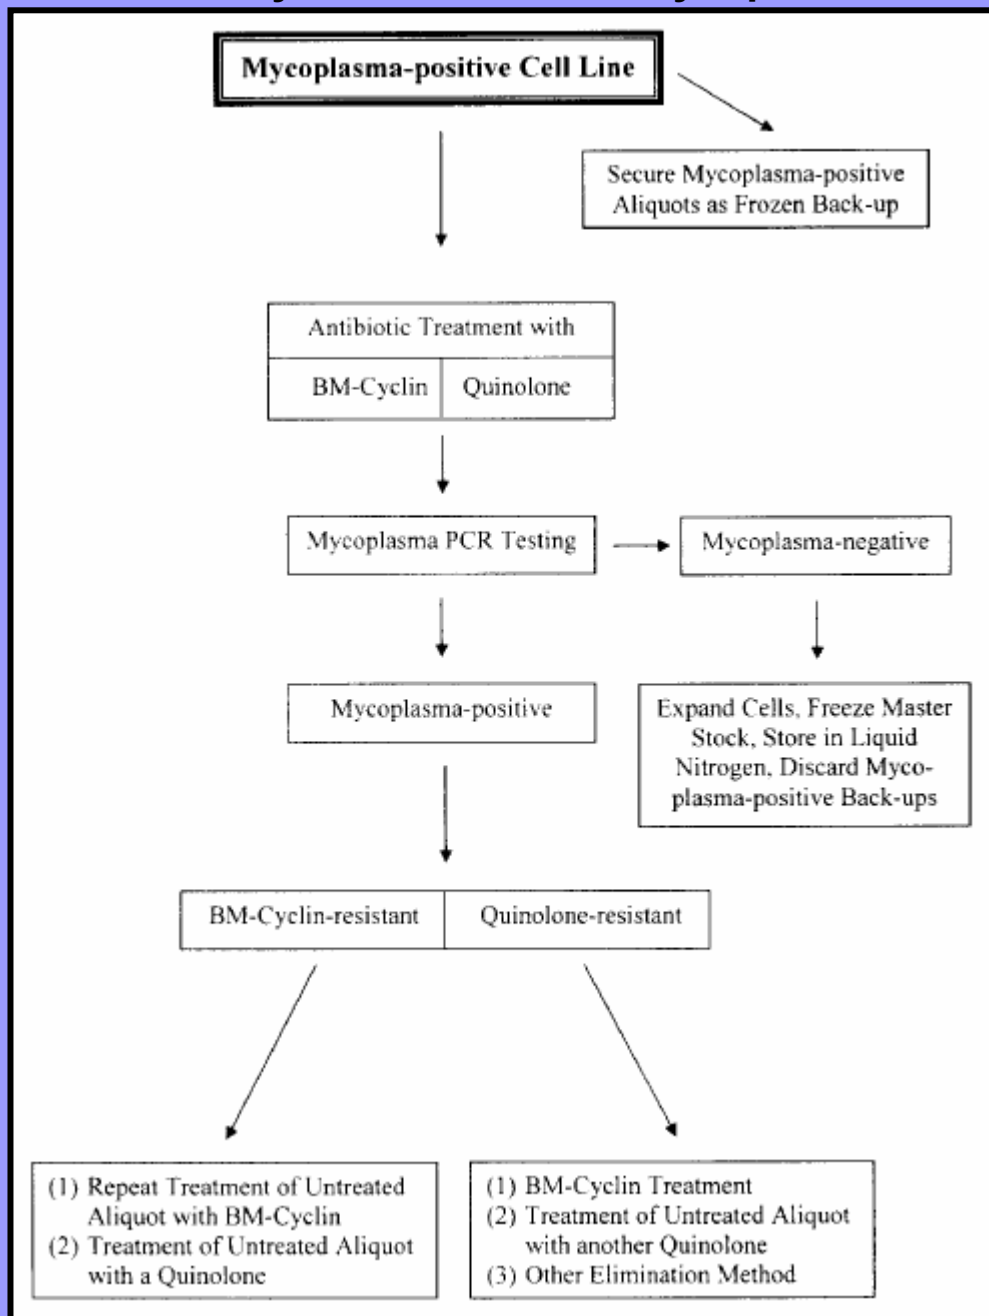 Mycoplasma-positive Cell Line
Secure Mycoplasma-positive
Aliquots as Frozen Back-up
Antibiotic Treatment with
BM-Cyclin
Quinolone
Mycoplasma PCR Testing
Mycoplasma-negative
Mycoplasma-positive
Expand Cells, Freeze Master
Stock, Store in Liquid
Nitrogen, Discard Myco-
plasma-positive Back-ups
BM-Cyclin-resistant
Quinolone-resistant
(1) Repeat Treatment of Untreated
Aliquot with BM-Cyclin
(2) Treatment of Untreated Aliquot
with a Quinolone
(1) BM-Cyclin Treatment
(2) Treatment of Untreated Aliquot
with another Quinolone
(3) Other Elimination Method